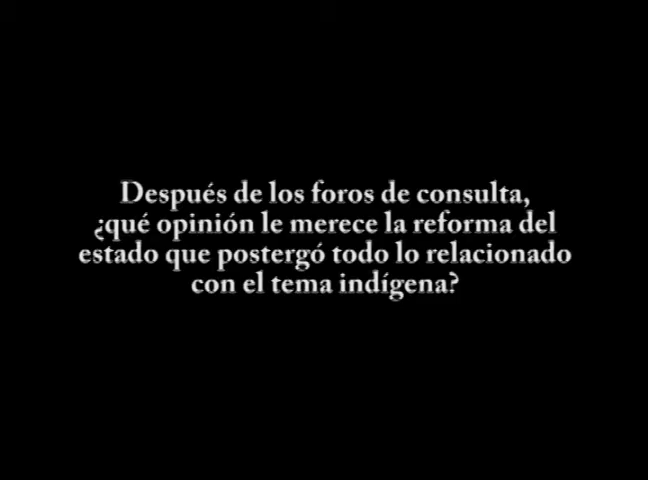 Después de los foros de consulta,
¿qué opinión le merece la reforma del
estado que postergó todo lo relacionado
con el tema indígena?